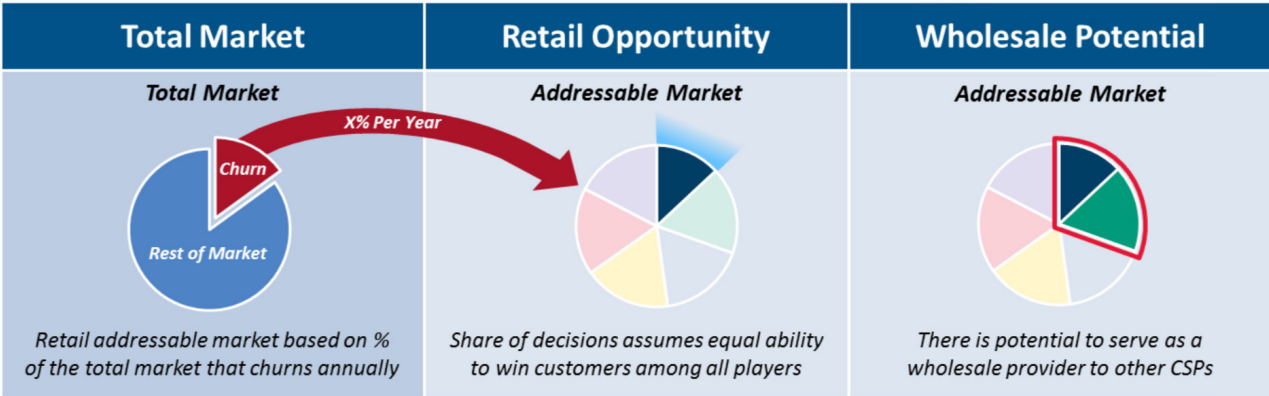 Total Market
Retail Opportunity
Wholesale Potential
Total Market
Churn
Rest of Market
X% Per Year
Retail addressable market based on %
of the total market that churns annually
Addressable Market
Share of decisions assumes equal ability
to win customers among all players
Addressable Market
There is potential to serve as a
wholesale provider to other CSPs